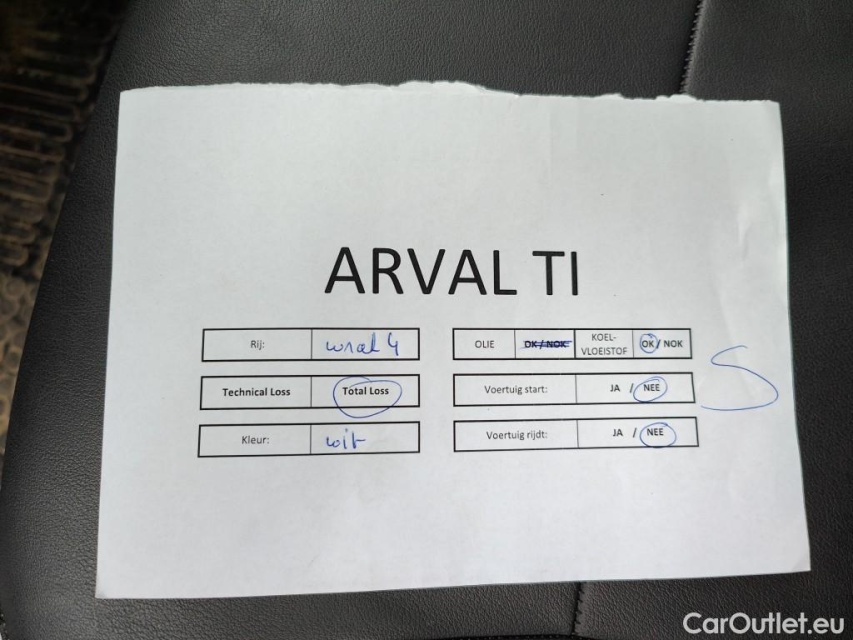 ARVAL TI
Rij: wrak 4
OLIE OK / NOK KOEL-VLOEISTOF OK / NOK
Technical Loss Total Loss
Voertuig start: JA / NEE
Kleur: wit
Voertuig rijdt: JA / NEE
S
CarOutlet.eu